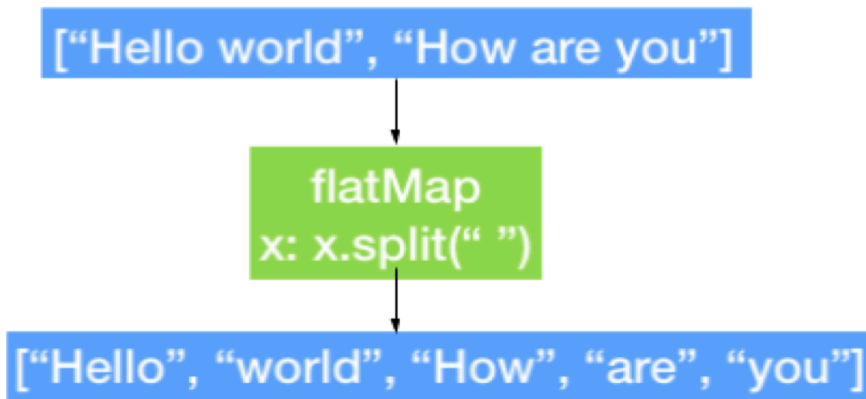 [“Hello world”, “How are you”]
flatMap
x: x.split(“ ”)
[“Hello”, “world”, “How”, “are”, “you”]